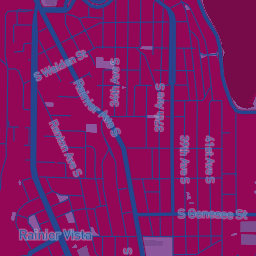 S Walden St
34th Ave S
Rainier Ave S
37th Ave S
Renton Ave S
39th Ave S
41st Ave S
S Genesee St
Rainier Vista
S